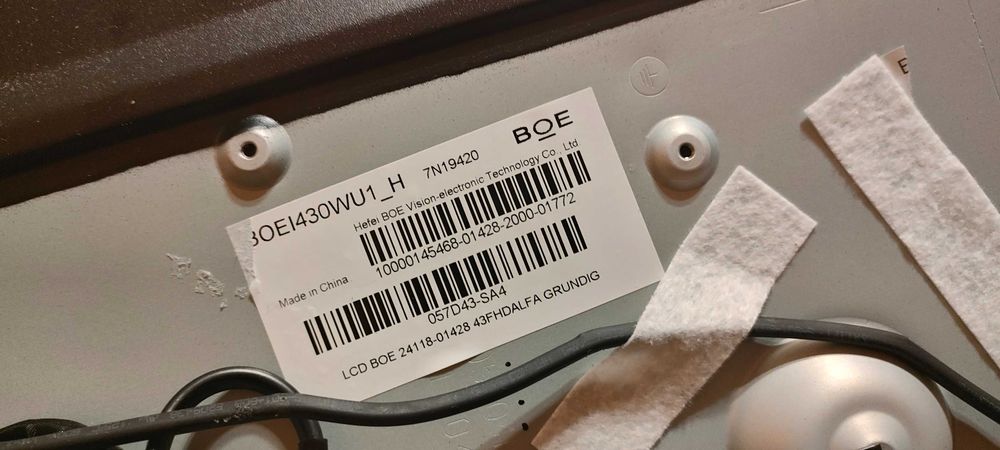 BOE
BOEI430WU1_H 7N19420
Hefei BOE Vision-electronic Technology Co., Ltd
10000145468-01428-2000-01772
Made in China
057D43-SA4
LCD BOE 24118-01428 43FHDALFA GRUNDIG
E